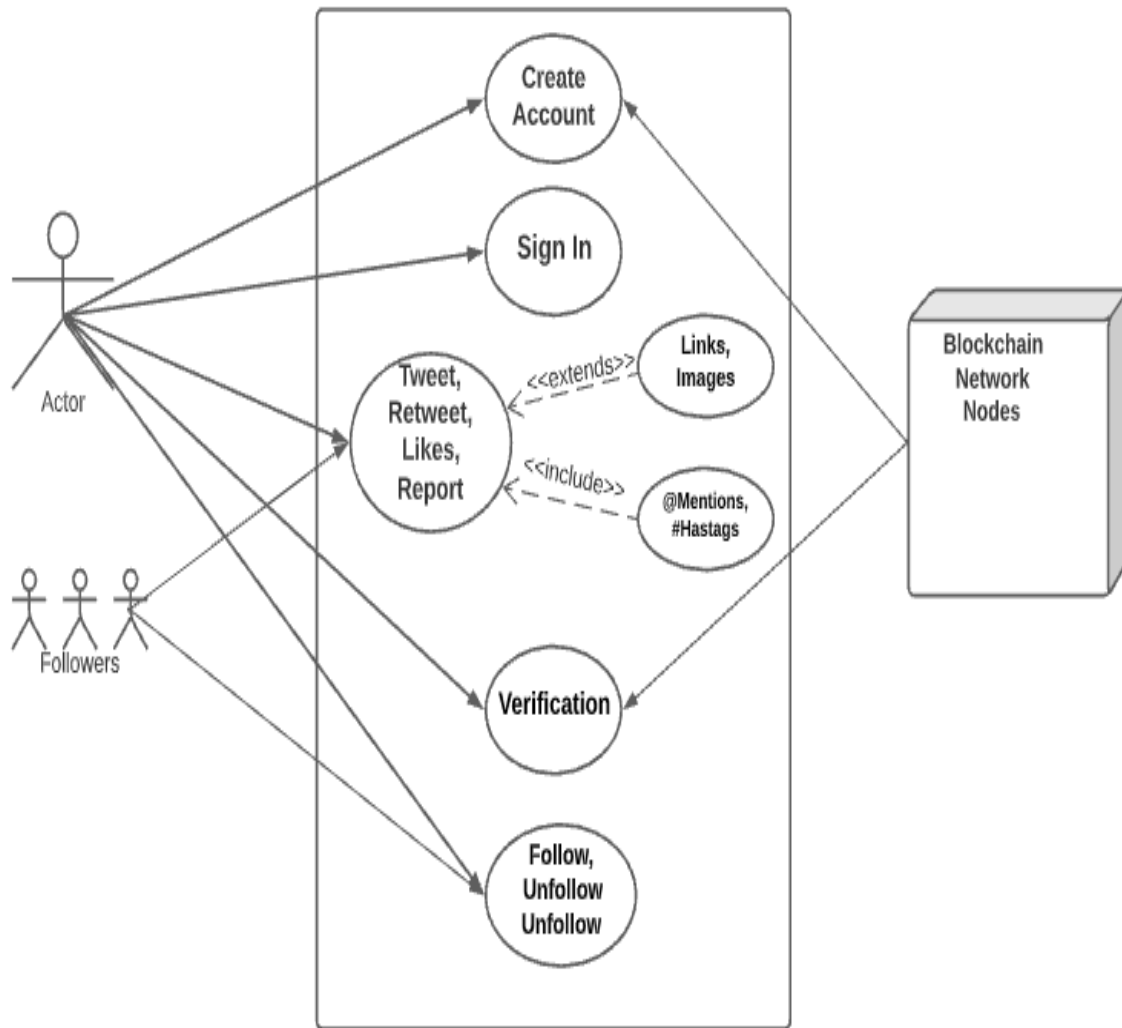 Create
Account
Sign In
Actor
Tweet,
Retweet,
Likes,
Report
<<extends>>
Links,
Images
<<include>>
@Mentions,
#Hastags
Blockchain
Network
Nodes
Followers
Verification
Follow,
Unfollow
Unfollow